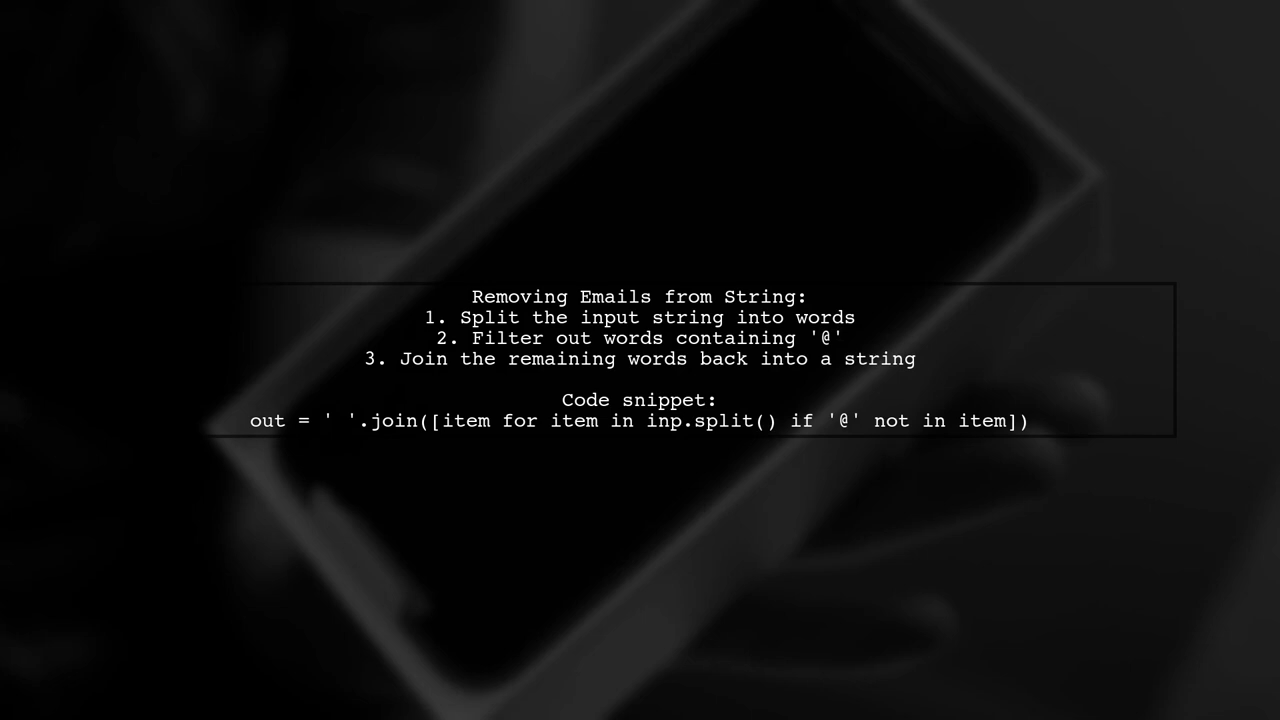 Removing Emails from String:
1. Split the input string into words
2. Filter out words containing '@'
3. Join the remaining words back into a string
Code snippet:
out = ' '.join([item for item in inp.split() if '@' not in item])